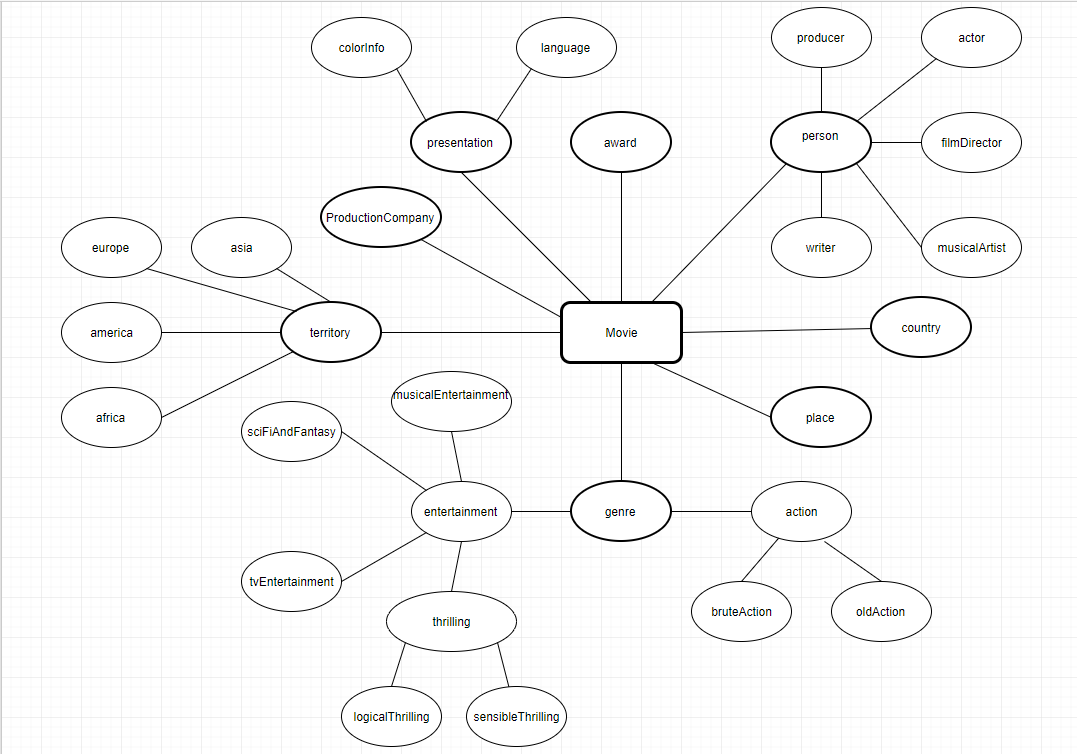 colorInfo
language
producer
actor
presentation
award
person
filmDirector
ProductionCompany
europe
asia
writer
musicalArtist
america
territory
Movie
country
musicalEntertainment
africa
sciFiAndFantasy
place
entertainment
genre
action
tvEntertainment
thrilling
bruteAction
oldAction
logicalThrilling
sensibleThrilling